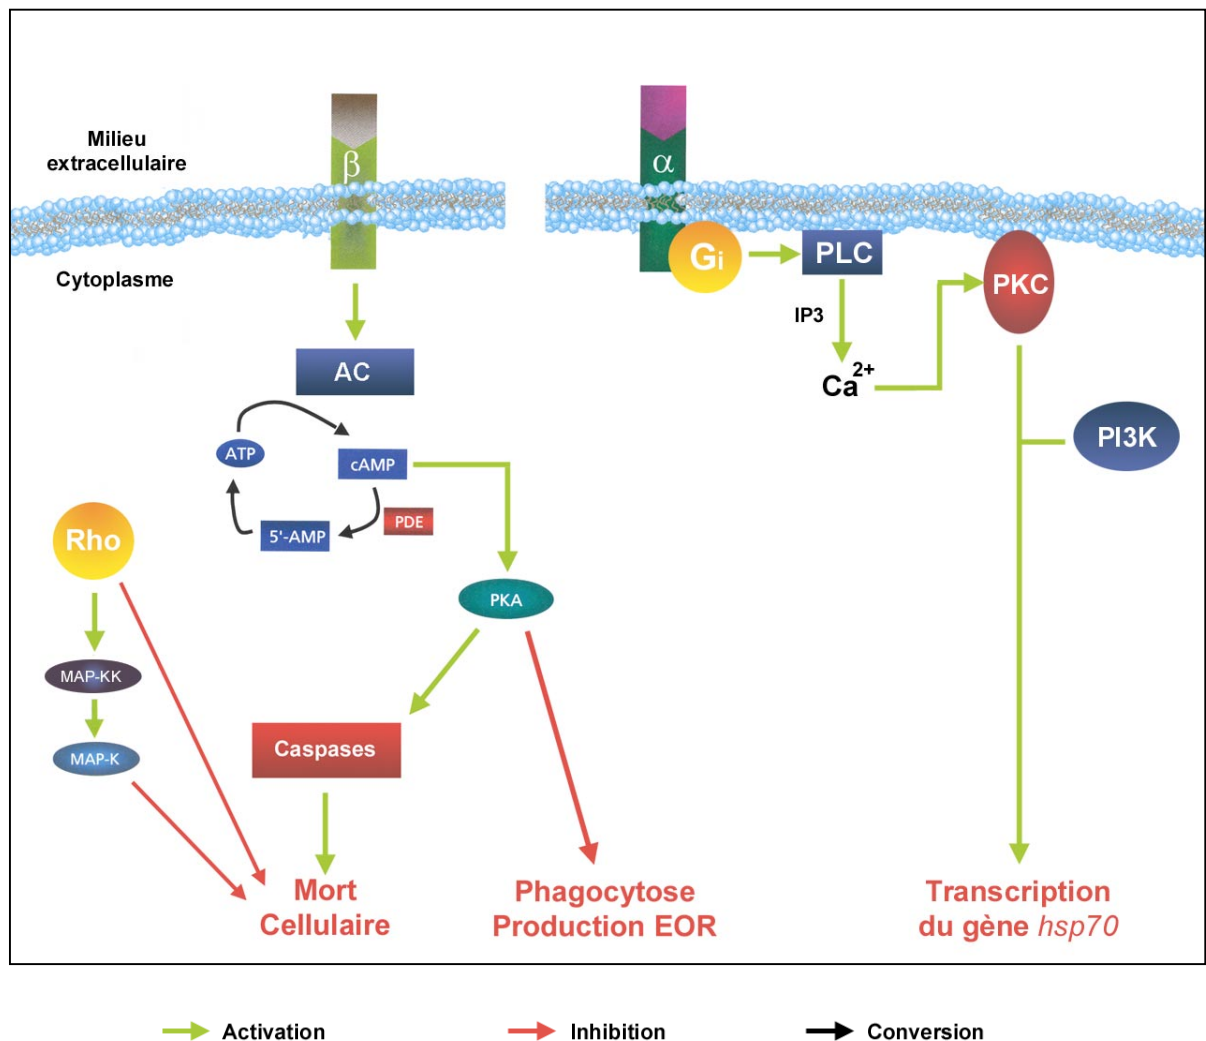 Milieu
extracellulaire
β
α
Cytoplasme
Gi
PLC
PKC
IP3
Ca2+
AC
PI3K
ATP
cAMP
PDE
5'-AMP
Rho
PKA
MAP-KK
MAP-K
Caspases
Mort
Cellulaire
Phagocytose
Production EOR
Transcription
du gène hsp70
Activation
Inhibition
Conversion